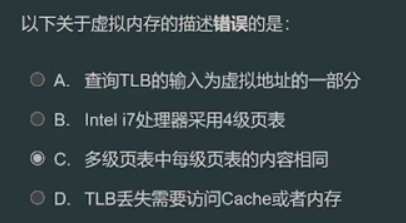 以下关于虚拟内存的描述错误的是：
A. 查询TLB的输入为虚拟地址的一部分
B. Intel i7处理器采用4级页表
C. 多级页表中每级页表的内容相同
D. TLB丢失需要访问Cache或者内存